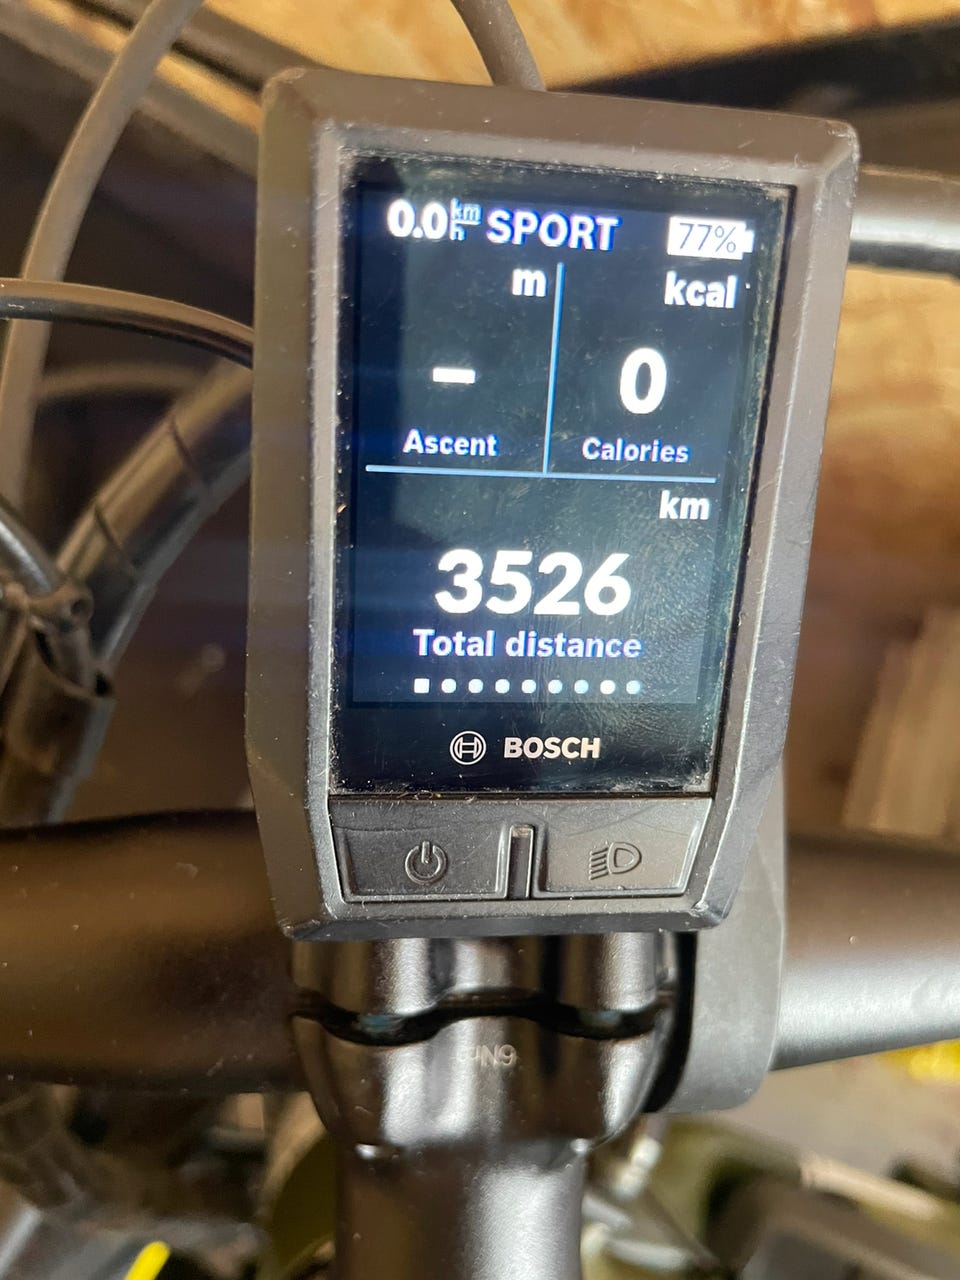 0.0 km/h SPORT 77%
m kcal
- 0
Ascent Calories
km
3526
Total distance
BOSCH